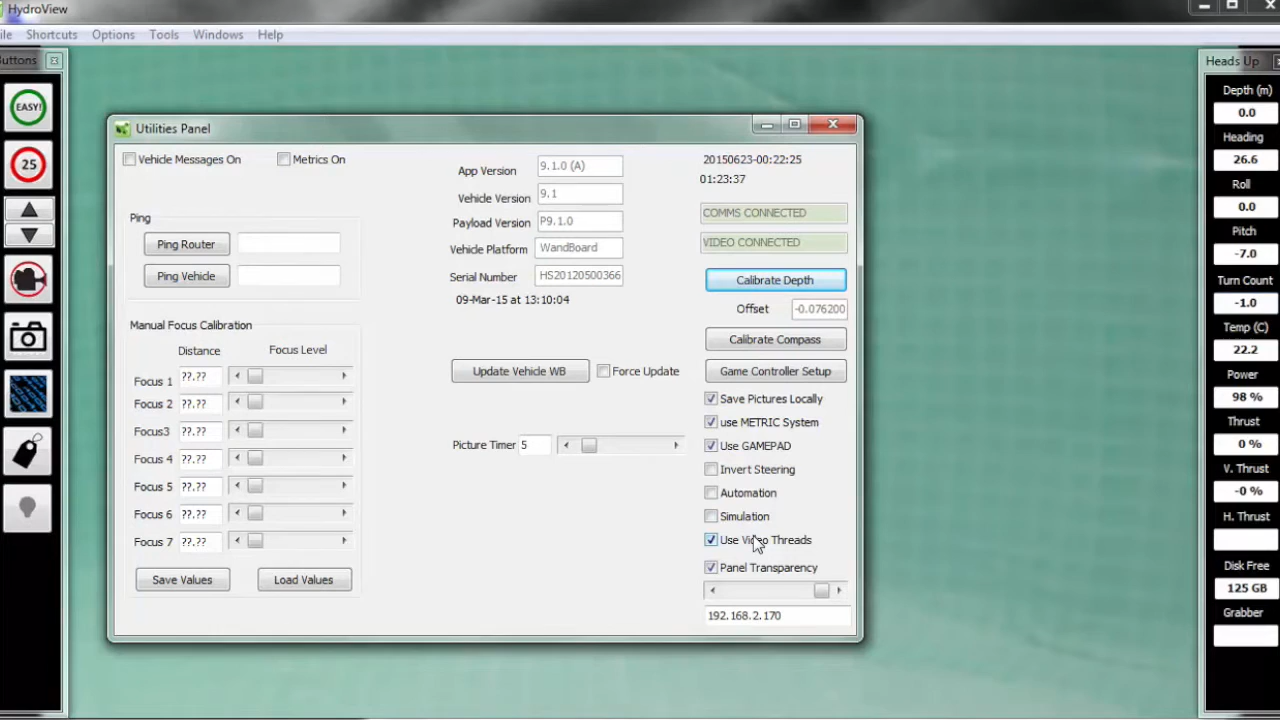 HydroView
ile Shortcuts Options Tools Windows Help
uttons
EASY!
25
Utilities Panel
Vehicle Messages On
Metrics On
Ping
Ping Router
Ping Vehicle
Manual Focus Calibration
Distance Focus Level
Focus 1 ??.??
Focus 2 ??.??
Focus3 ??.??
Focus 4 ??.??
Focus 5 ??.??
Focus 6 ??.??
Focus 7 ??.??
Save Values Load Values
App Version 9.1.0 (A)
Vehicle Version 9.1
Payload Version P9.1.0
Vehicle Platform WandBoard
Serial Number HS20120500366
09-Mar-15 at 13:10:04
Update Vehicle WB Force Update
Picture Timer 5
20150623-00:22:25
01:23:37
COMMS CONNECTED
VIDEO CONNECTED
Calibrate Depth
Offset -0.076200
Calibrate Compass
Game Controller Setup
Save Pictures Locally
use METRIC System
Use GAMEPAD
Invert Steering
Automation
Simulation
Use Video Threads
Panel Transparency
192.168.2.170
Heads Up
Depth (m)
0.0
Heading
26.6
Roll
0.0
Pitch
-7.0
Turn Count
-1.0
Temp (C)
22.2
Power
98 %
Thrust
0 %
V. Thrust
-0 %
H. Thrust
Disk Free
125 GB
Grabber